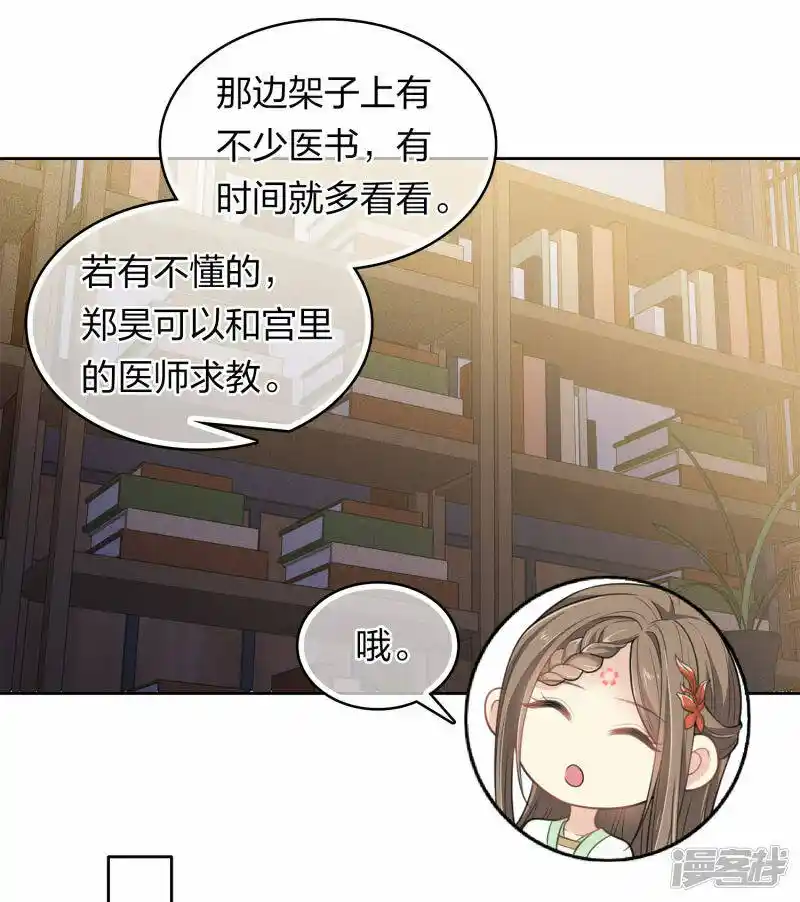 那边架子上有
不少医书，有
时间就多看看。
若有不懂的，
郑昊可以和宫里
的医师求教。
哦。
漫客栈